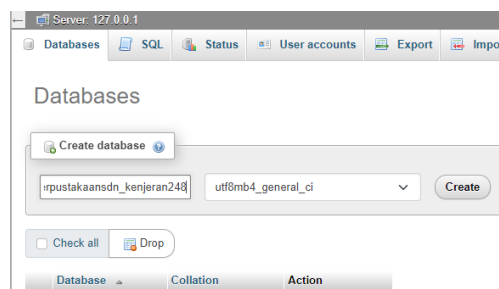 Server: 127.0.0.1
Databases SQL Status User accounts Export
Databases
Create database
rpustakaansdn_kenjeran248 utf8mb4_general_ci Create
Check all Drop
Database Collation Action